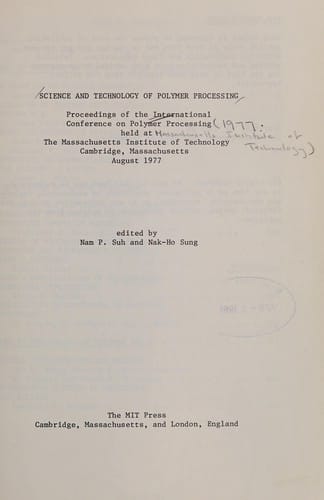 SCIENCE AND TECHNOLOGY OF POLYMER PROCESSING
Proceedings of the International
Conference on Polymer Processing (1977:
held at Massachusetts Institute of
The Massachusetts Institute of Technology Technology)
Cambridge, Massachusetts
August 1977
edited by
Nam P. Suh and Nak-Ho Sung
The MIT Press
Cambridge, Massachusetts, and London, England